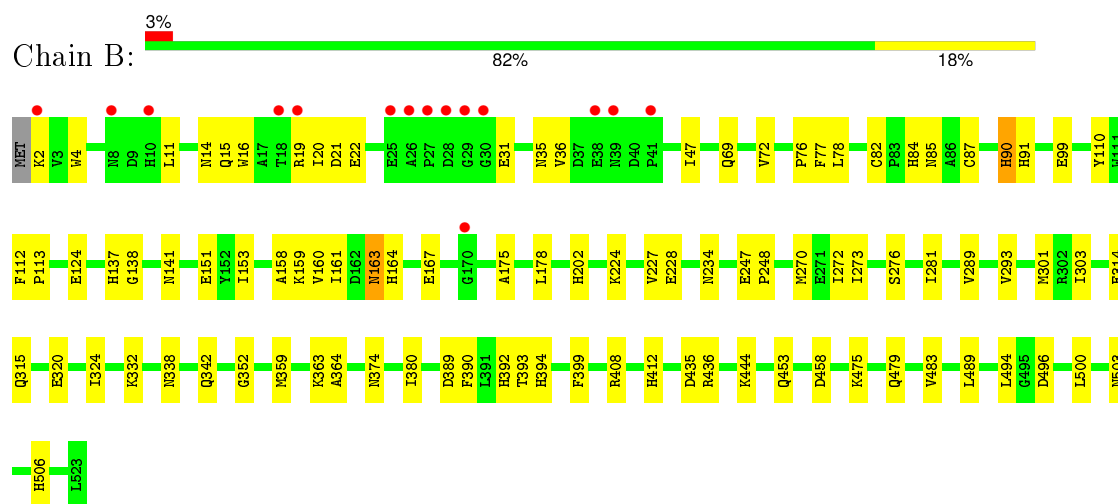 3%
Chain B:
82% 18%
MET K2 V3 W4 N8 D9 H10 L11 N14 Q15 W16 A17 T18 R19 I20 D21 E22 E25 A26 P27 D28 G29 G30 E31 N35 V36 D37 E38 N39 D40 P41 I47 Q69 V72 P76 F77 L78 C82 P83 H84 N85 A86 C87 H90 H91 E99 Y110 W111
F112 P113 E124 H137 G138 N141 E151 Y152 I153 A158 K159 V160 I161 D162 N163 H164 E167 G170 A175 L178 H202 K224 V227 E228 N234 E247 P248 M270 E271 I272 I273 S276 I281 V289 V293 M301 R302 I303 E314
Q315 E320 I324 K332 N338 Q342 G352 M359 K363 A364 N374 I380 D389 F390 L391 H392 T393 H394 F399 R408 H412 D435 R436 K444 Q453 D458 K475 Q479 V483 L489 L494 G495 D496 L500 N503
H506 L523